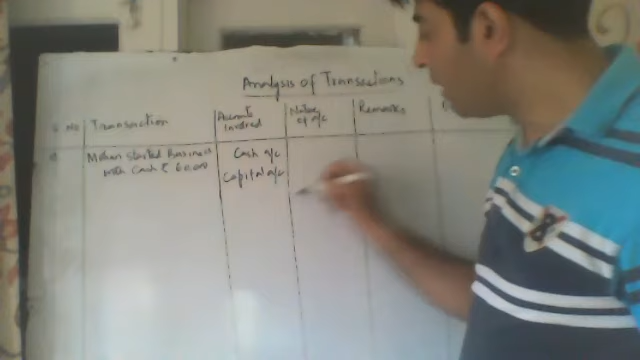 Analysis of Transactions
S. No
Transaction
Accounts
Involved
Nature
of a/c
Remarks
Mohan started Business
with Cash ₹ 60,000
Cash a/c
Capital a/c